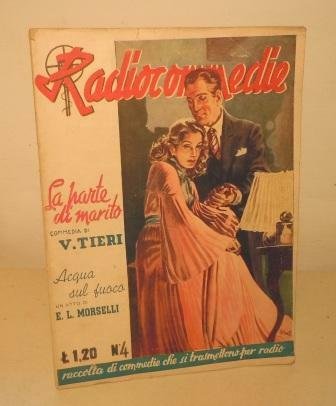 Radiocommedie
La parte
di marito
COMMEDIA DI
V. TIERI
Acqua
sul fuoco
UN ATTO DI
E. L. MORSELLI
Ł 1,20 N.4
raccolta di commedie che si trasmettono per radio